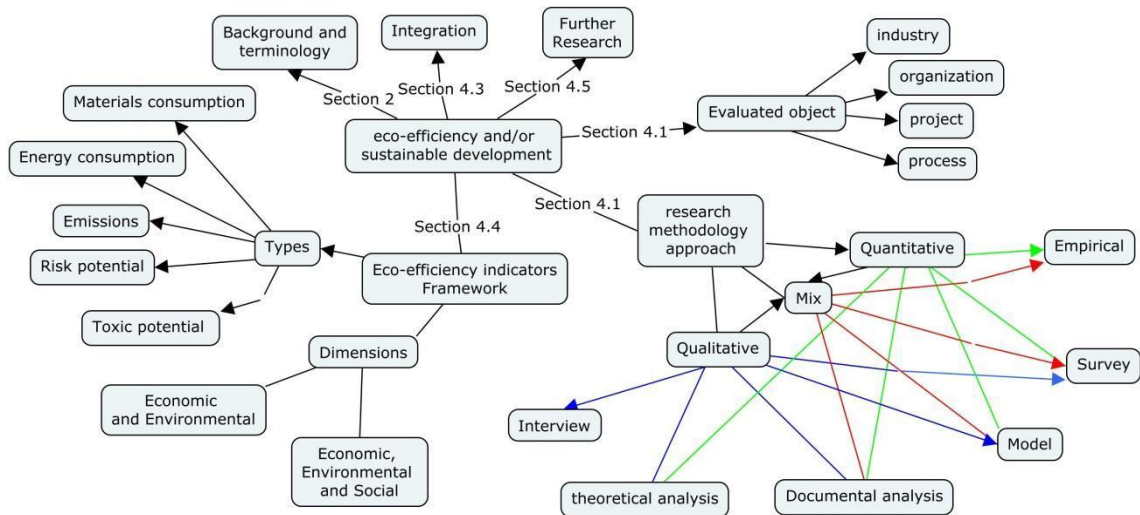 Background and
terminology
Integration
Further
Research
industry
organization
project
process
Evaluated object
Section 2
Section 4.3
Section 4.5
Section 4.1
eco-efficiency and/or
sustainable development
Materials consumption
Energy consumption
Emissions
Risk potential
Toxic potential
Types
Section 4.4
Section 4.1
Eco-efficiency indicators
Framework
research
methodology
approach
Quantitative
Empirical
Mix
Qualitative
Survey
Dimensions
Economic
and Environmental
Economic,
Environmental
and Social
Interview
Model
theoretical analysis
Documental analysis